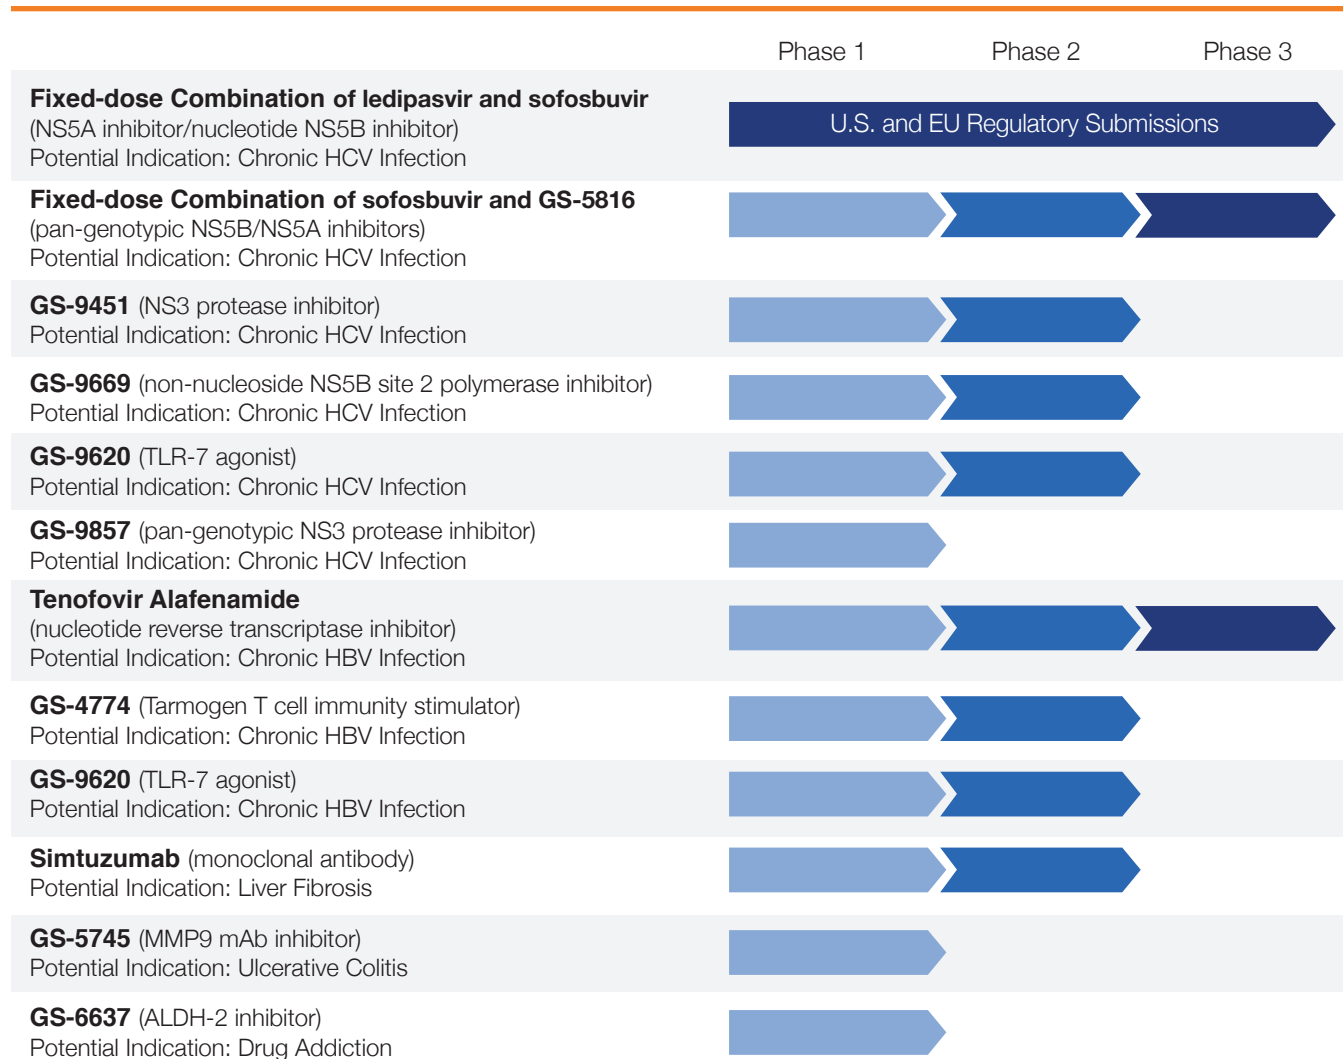 Phase 1 Phase 2 Phase 3
Fixed-dose Combination of ledipasvir and sofosbuvir
(NS5A inhibitor/nucleotide NS5B inhibitor)
Potential Indication: Chronic HCV Infection
U.S. and EU Regulatory Submissions
Fixed-dose Combination of sofosbuvir and GS-5816
(pan-genotypic NS5B/NS5A inhibitors)
Potential Indication: Chronic HCV Infection
GS-9451 (NS3 protease inhibitor)
Potential Indication: Chronic HCV Infection
GS-9669 (non-nucleoside NS5B site 2 polymerase inhibitor)
Potential Indication: Chronic HCV Infection
GS-9620 (TLR-7 agonist)
Potential Indication: Chronic HCV Infection
GS-9857 (pan-genotypic NS3 protease inhibitor)
Potential Indication: Chronic HCV Infection
Tenofovir Alafenamide
(nucleotide reverse transcriptase inhibitor)
Potential Indication: Chronic HBV Infection
GS-4774 (Tarmogen T cell immunity stimulator)
Potential Indication: Chronic HBV Infection
GS-9620 (TLR-7 agonist)
Potential Indication: Chronic HBV Infection
Simtuzumab (monoclonal antibody)
Potential Indication: Liver Fibrosis
GS-5745 (MMP9 mAb inhibitor)
Potential Indication: Ulcerative Colitis
GS-6637 (ALDH-2 inhibitor)
Potential Indication: Drug Addiction